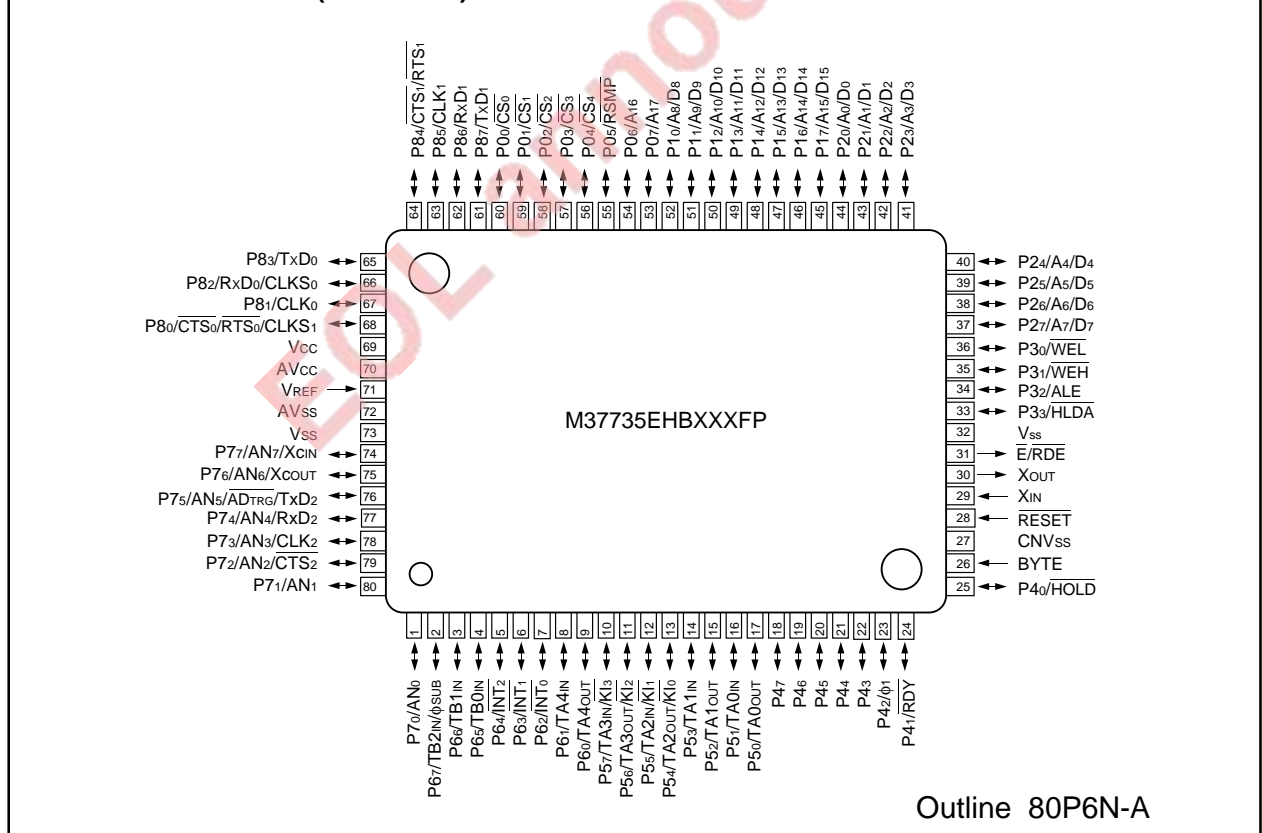 P84/CTS1/RTS1
P85/CLK1
P86/RxD1
P87/TxD1
P00/CS0
P01/CS1
P02/CS2
P03/CS3
P04/CS4
P05/RSMP
P06/A16
P07/A17
P10/A8/D8
P11/A9/D9
P12/A10/D10
P13/A11/D11
P14/A12/D12
P15/A13/D13
P16/A14/D14
P17/A15/D15
P20/A0/D0
P21/A1/D1
P22/A2/D2
P23/A3/D3
64 63 62 61 60 59 58 57 56 55 54 53 52 51 50 49 48 47 46 45 44 43 42 41
P83/TxD0 65
P82/RxD0/CLKS0 66
P81/CLK0 67
P80/CTS0/RTS0/CLKS1 68
Vcc 69
AVcc 70
VREF 71
AVss 72
Vss 73
P77/AN7/XCIN 74
P76/AN6/XCOUT 75
P75/AN5/ADTRG/TxD2 76
P74/AN4/RxD2 77
P73/AN3/CLK2 78
P72/AN2/CTS2 79
P71/AN1 80
M37735EHBXXXFP
40 P24/A4/D4
39 P25/A5/D5
38 P26/A6/D6
37 P27/A7/D7
36 P30/WEL
35 P31/WEH
34 P32/ALE
33 P33/HLDA
32 Vss
31 E/RDE
30 XOUT
29 XIN
28 RESET
27 CNVss
26 BYTE
25 P40/HOLD
1 2 3 4 5 6 7 8 9 10 11 12 13 14 15 16 17 18 19 20 21 22 23 24
P70/AN0
P67/TB2IN/ϕSUB
P66/TB1IN
P65/TB0IN
P64/INT2
P63/INT1
P62/INT0
P61/TA4IN
P60/TA4OUT
P57/TA3IN/KI3
P56/TA3OUT/KI2
P55/TA2IN/KI1
P54/TA2OUT/KI0
P53/TA1IN
P52/TA1OUT
P51/TA0IN
P50/TA0OUT
P47
P46
P45
P44
P43
P42/ϕ1
P41/RDY
Outline 80P6N-A
EOL